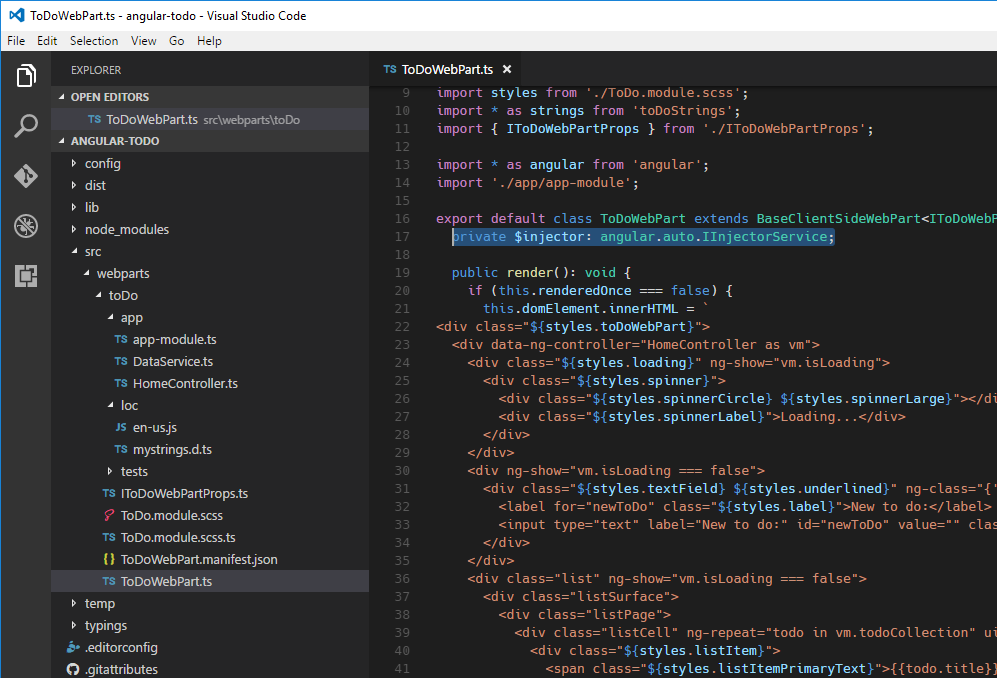 ToDoWebPart.ts - angular-todo - Visual Studio Code
File Edit Selection View Go Help
EXPLORER
OPEN EDITORS
TS ToDoWebPart.ts src\webparts\toDo
ANGULAR-TODO
config
dist
lib
node_modules
src
webparts
toDo
app
TS app-module.ts
TS DataService.ts
TS HomeController.ts
loc
JS en-us.js
TS mystrings.d.ts
tests
TS IToDoWebPartProps.ts
ToDo.module.scss
TS ToDo.module.scss.ts
{} ToDoWebPart.manifest.json
TS ToDoWebPart.ts
temp
typings
.editorconfig
.gitattributes
TS ToDoWebPart.ts ×
9 import styles from './ToDo.module.scss';
10 import * as strings from 'toDoStrings';
11 import { IToDoWebPartProps } from './IToDoWebPartProps';
12
13 import * as angular from 'angular';
14 import './app/app-module';
15
16 export default class ToDoWebPart extends BaseClientSideWebPart<IToDoWebP
17 private $injector: angular.auto.IInjectorService;
18
19 public render(): void {
20 if (this.renderedOnce === false) {
21 this.domElement.innerHTML = `
22 <div class="${styles.toDoWebPart}">
23 <div data-ng-controller="HomeController as vm">
24 <div class="${styles.loading}" ng-show="vm.isLoading">
25 <div class="${styles.spinner}">
26 <div class="${styles.spinnerCircle} ${styles.spinnerLarge}"></di
27 <div class="${styles.spinnerLabel}">Loading...</div>
28 </div>
29 </div>
30 <div ng-show="vm.isLoading === false">
31 <div class="${styles.textField} ${styles.underlined}" ng-class="{'
32 <label for="newToDo" class="${styles.label}">New to do:</label>
33 <input type="text" label="New to do:" id="newToDo" value="" clas
34 </div>
35 </div>
36 <div class="list" ng-show="vm.isLoading === false">
37 <div class="listSurface">
38 <div class="listPage">
39 <div class="listCell" ng-repeat="todo in vm.todoCollection" ui
40 <div class="${styles.listItem}">
41 <span class="${styles.listItemPrimaryText}">{{todo.title}}